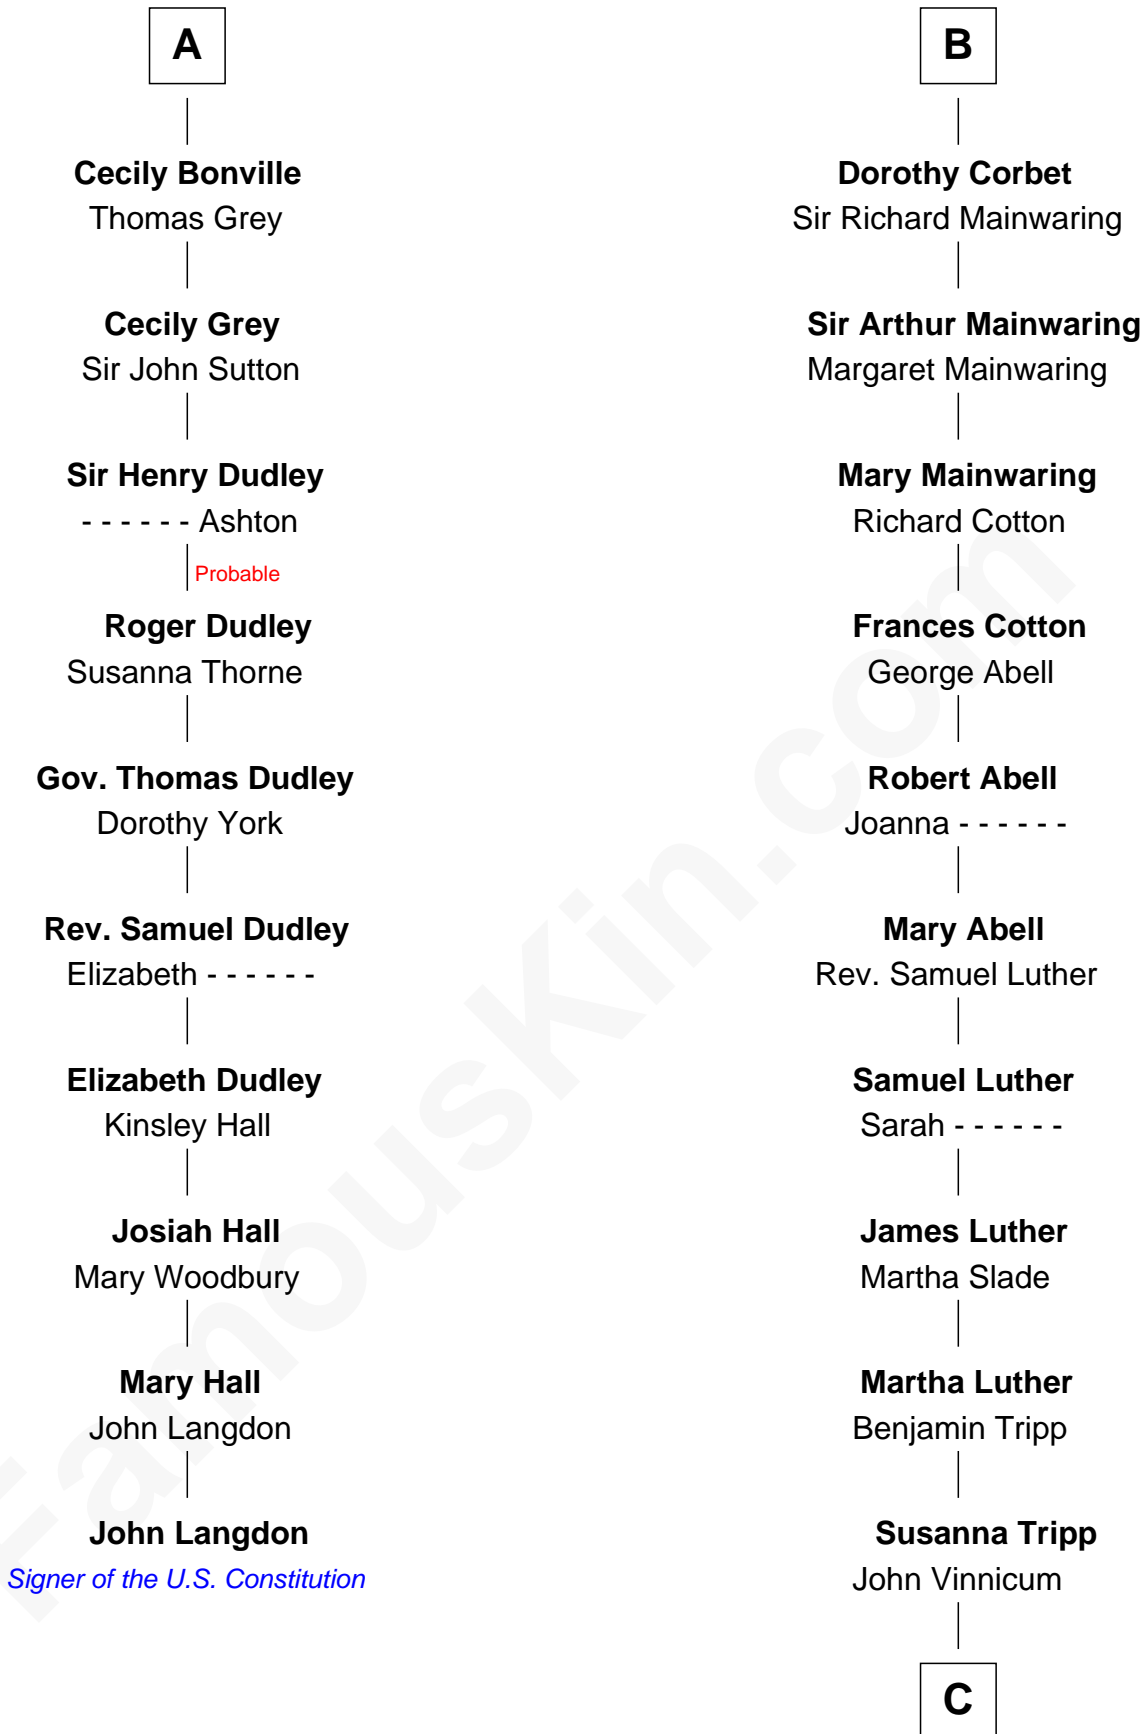 A
Cecily Bonville
Thomas Grey
Cecily Grey
Sir John Sutton
Sir Henry Dudley
- - - - - - Ashton
Probable
Roger Dudley
Susanna Thorne
Gov. Thomas Dudley
Dorothy York
Rev. Samuel Dudley
Elizabeth - - - - - -
Elizabeth Dudley
Kinsley Hall
Josiah Hall
Mary Woodbury
Mary Hall
John Langdon
John Langdon
Signer of the U.S. Constitution
B
Dorothy Corbet
Sir Richard Mainwaring
Sir Arthur Mainwaring
Margaret Mainwaring
Mary Mainwaring
Richard Cotton
Frances Cotton
George Abell
Robert Abell
Joanna - - - - - -
Mary Abell
Rev. Samuel Luther
Samuel Luther
Sarah - - - - - -
James Luther
Martha Slade
Martha Luther
Benjamin Tripp
Susanna Tripp
John Vinnicum
C
FamousKin.com